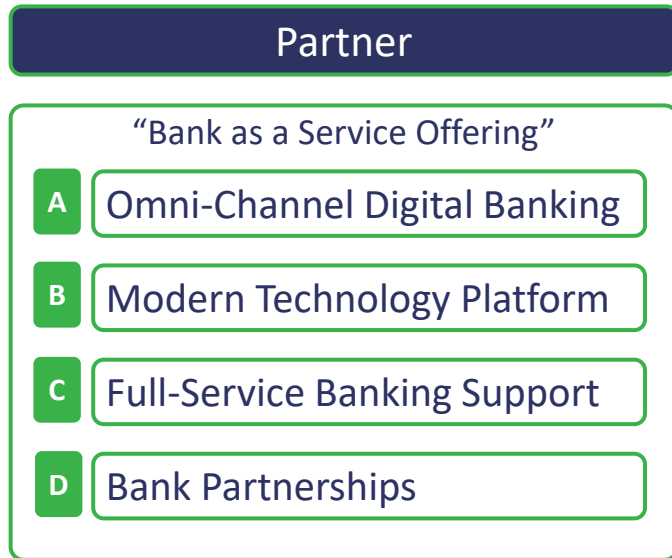 Partner
“Bank as a Service Offering”
A Omni-Channel Digital Banking
B Modern Technology Platform
C Full-Service Banking Support
D Bank Partnerships